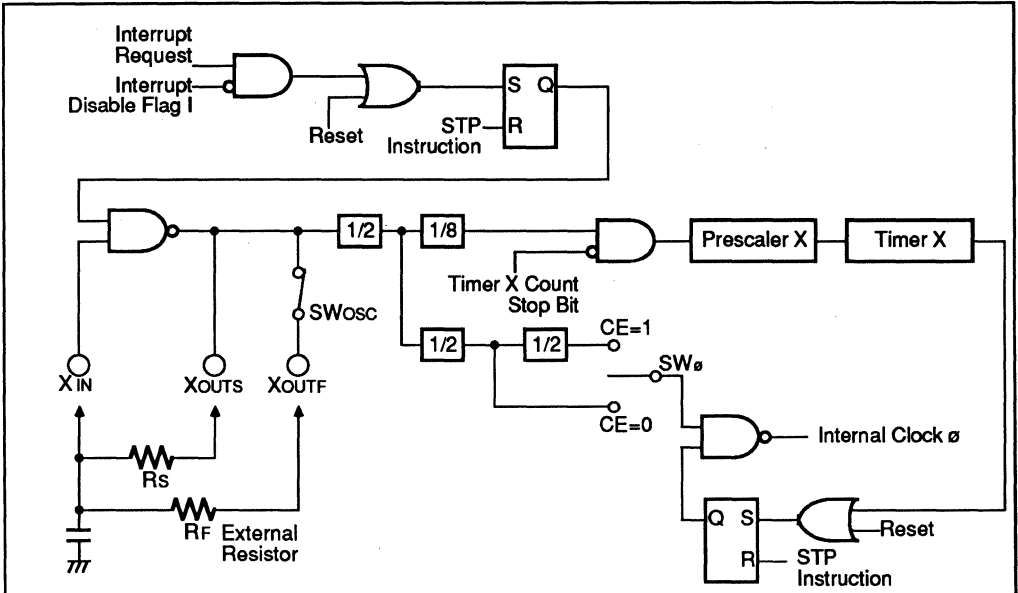 Interrupt
Request
Interrupt
Disable Flag I
Reset
S Q
STP
Instruction
R
1/2
1/8
Prescaler X
Timer X
Timer X Count
Stop Bit
SWOSC
1/2
1/2
CE=1
SWø
CE=0
XIN
XOUTS
XOUTF
Internal Clock ø
RS
RF
External
Resistor
Q S
R
Reset
STP
Instruction